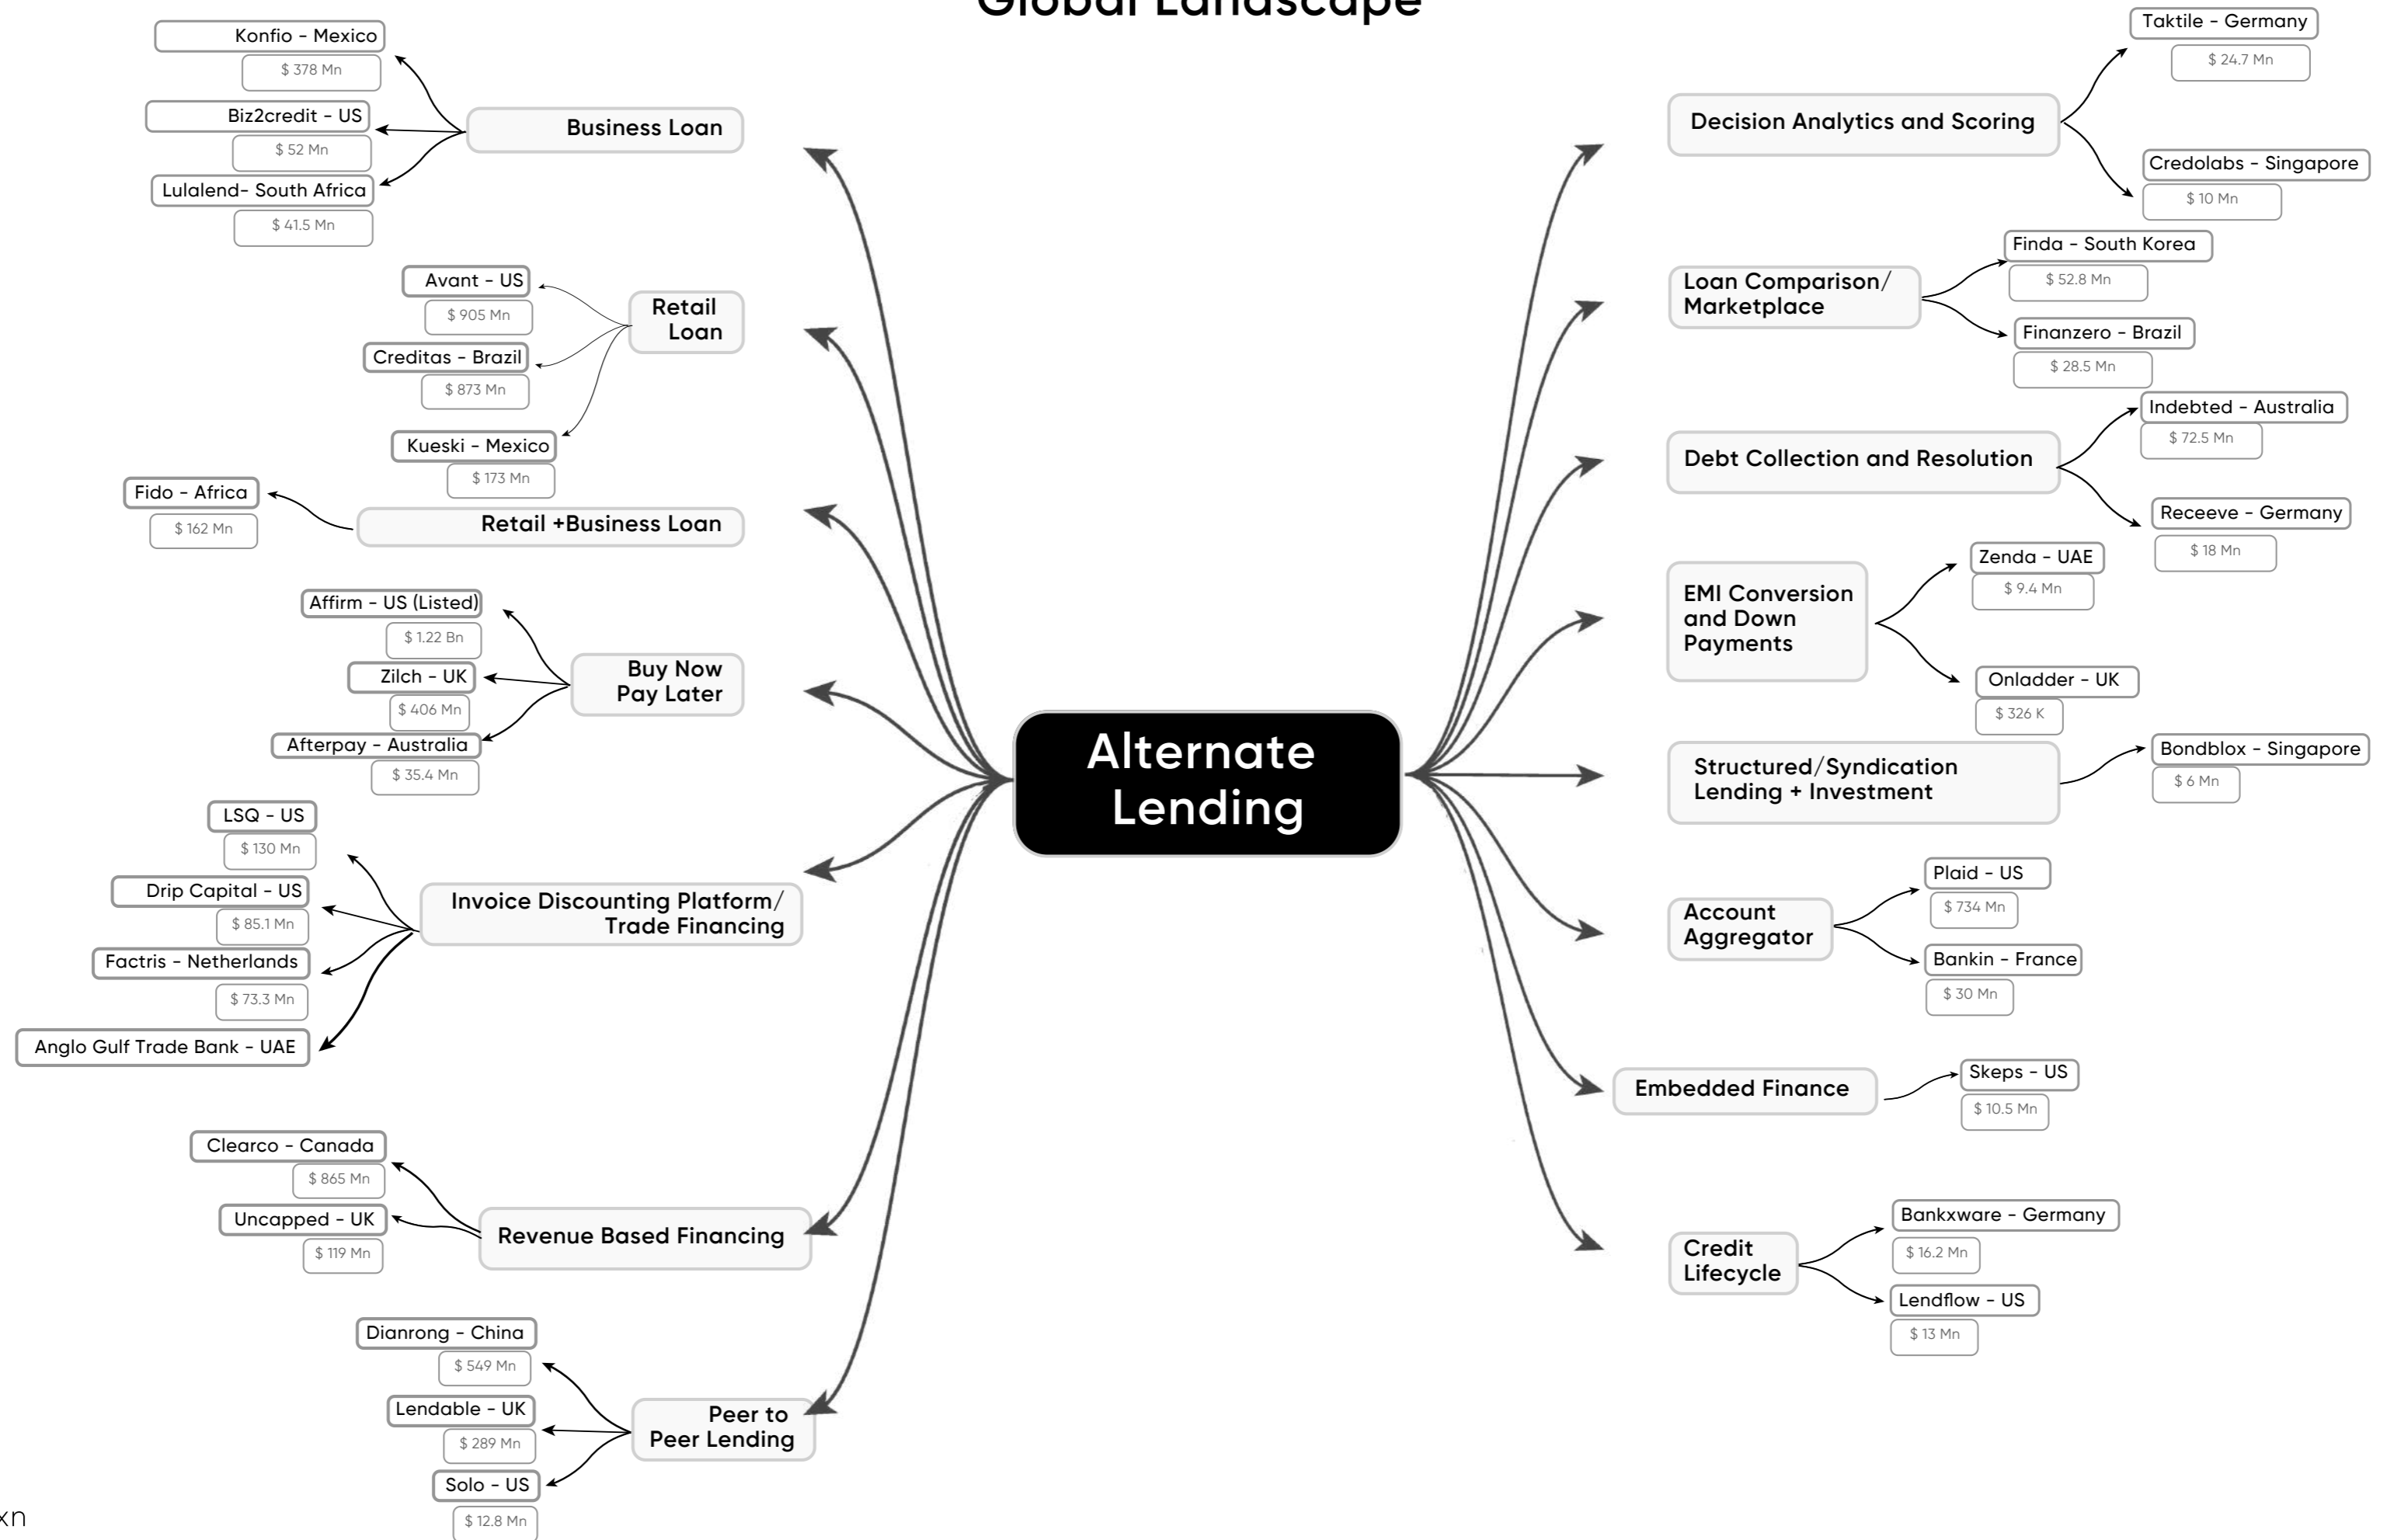 Global Landscape
Konfio - Mexico
$ 378 Mn
Biz2credit - US
$ 52 Mn
Lulalend- South Africa
$ 41.5 Mn
Business Loan
Avant - US
$ 905 Mn
Creditas - Brazil
$ 873 Mn
Kueski - Mexico
$ 173 Mn
Retail
Loan
Fido - Africa
$ 162 Mn
Retail +Business Loan
Affirm - US (Listed)
$ 1.22 Bn
Zilch - UK
$ 406 Mn
Afterpay - Australia
$ 35.4 Mn
Buy Now
Pay Later
LSQ - US
$ 130 Mn
Drip Capital - US
$ 85.1 Mn
Factris - Netherlands
$ 73.3 Mn
Anglo Gulf Trade Bank - UAE
Invoice Discounting Platform/
Trade Financing
Clearco - Canada
$ 865 Mn
Uncapped - UK
$ 119 Mn
Revenue Based Financing
Dianrong - China
$ 549 Mn
Lendable - UK
$ 289 Mn
Solo - US
$ 12.8 Mn
Peer to
Peer Lending
Alternate
Lending
Decision Analytics and Scoring
Taktile - Germany
$ 24.7 Mn
Credolabs - Singapore
$ 10 Mn
Loan Comparison/
Marketplace
Finda - South Korea
$ 52.8 Mn
Finanzero - Brazil
$ 28.5 Mn
Debt Collection and Resolution
Indebted - Australia
$ 72.5 Mn
Receeve - Germany
$ 18 Mn
EMI Conversion
and Down
Payments
Zenda - UAE
$ 9.4 Mn
Onladder - UK
$ 326 K
Structured/Syndication
Lending + Investment
Bondblox - Singapore
$ 6 Mn
Account
Aggregator
Plaid - US
$ 734 Mn
Bankin - France
$ 30 Mn
Embedded Finance
Skeps - US
$ 10.5 Mn
Credit
Lifecycle
Bankxware - Germany
$ 16.2 Mn
Lendflow - US
$ 13 Mn